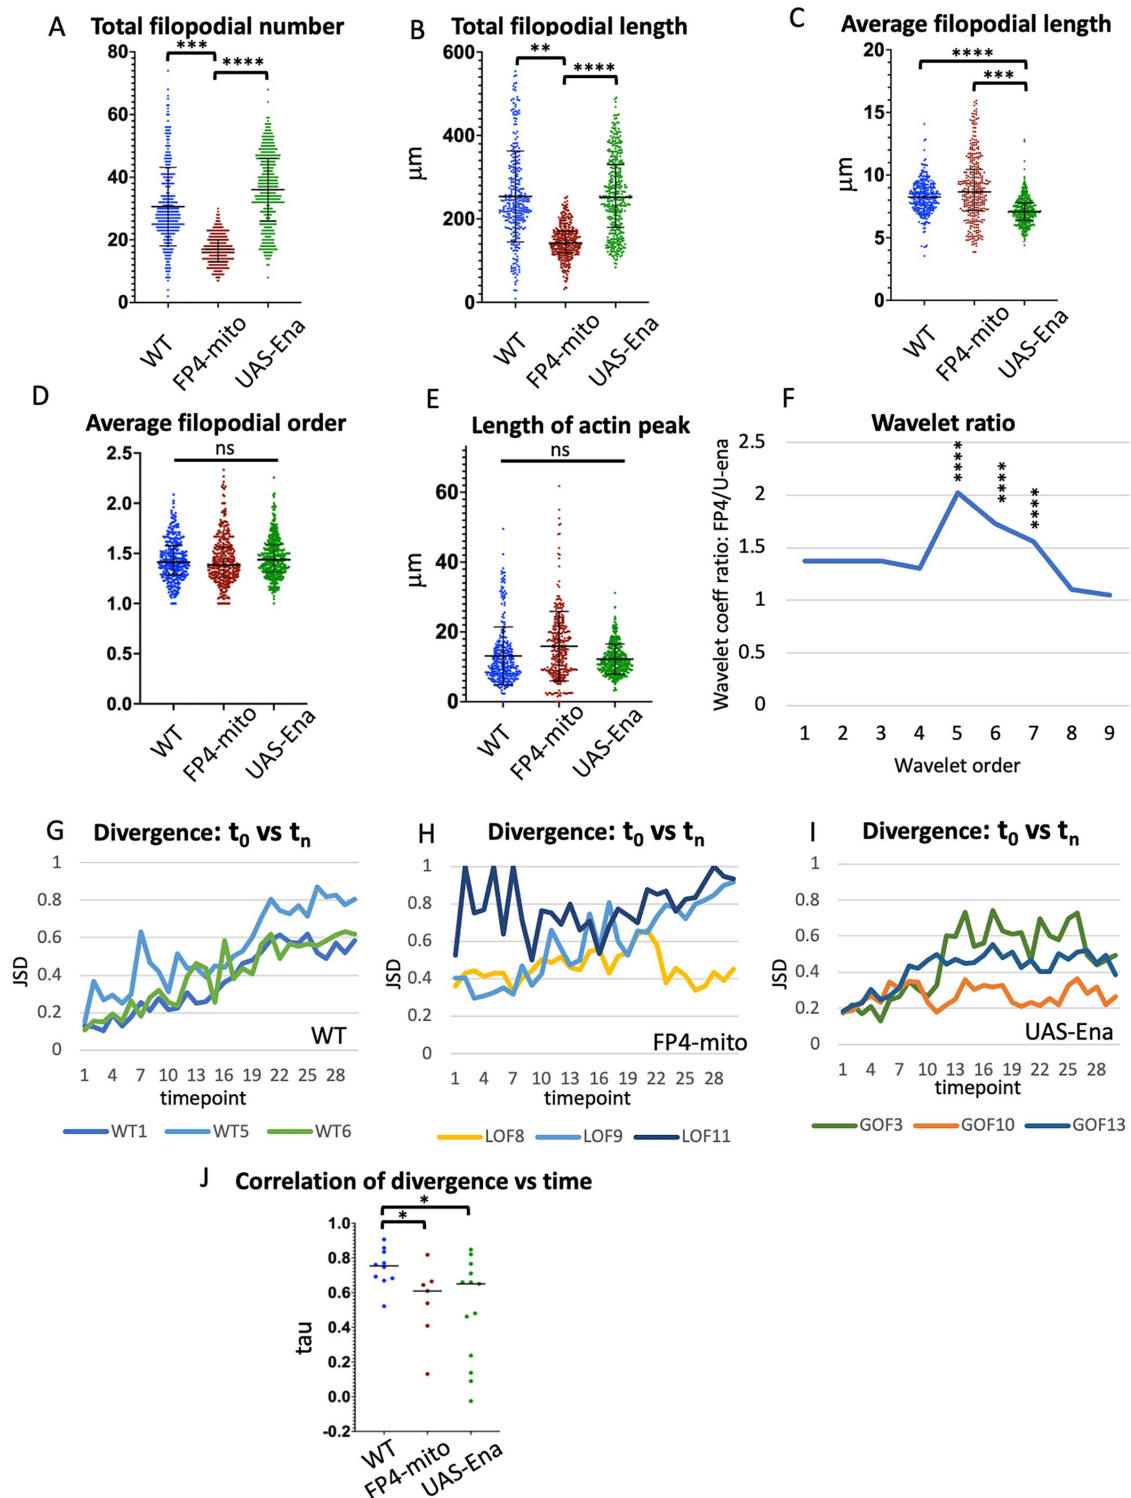 A Total filopodial number
***
****
80
60
40
20
0
WT
FP4-mito
UAS-Ena
B Total filopodial length
**
****
600
400
200
0
μm
WT
FP4-mito
UAS-Ena
C Average filopodial length
****
***
20
15
10
5
0
μm
WT
FP4-mito
UAS-Ena
D
Average filopodial order
ns
2.5
2.0
1.5
1.0
0.5
0.0
WT
FP4-mito
UAS-Ena
E
Length of actin peak
ns
60
40
20
0
μm
WT
FP4-mito
UAS-Ena
F
Wavelet ratio
Wavelet coeff ratio: FP4/U-ena
2.5
2
1.5
1
0.5
0
****
****
****
1 2 3 4 5 6 7 8 9
Wavelet order
G Divergence: t0 vs tn
1
0.8
0.6
0.4
0.2
0
JSD
WT
1 4 7 10 13 16 19 22 25 28
timepoint
WT1 WT5 WT6
H Divergence: t0 vs tn
1
0.8
0.6
0.4
0.2
0
JSD
FP4-mito
1 4 7 10 13 16 19 22 25 28
timepoint
LOF8 LOF9 LOF11
I Divergence: t0 vs tn
1
0.8
0.6
0.4
0.2
0
JSD
UAS-Ena
1 4 7 10 13 16 19 22 25 28
timepoint
GOF3 GOF10 GOF13
J Correlation of divergence vs time
*
*
1.0
0.8
0.6
0.4
0.2
0.0
-0.2
tau
WT
FP4-mito
UAS-Ena